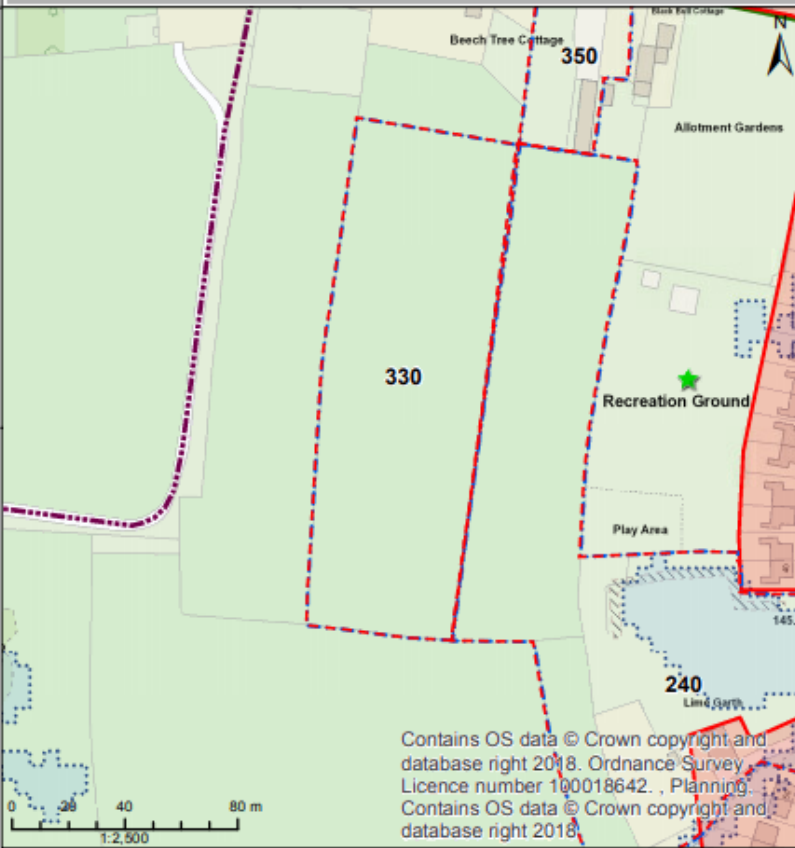 Black Bull Cottage
N
Beech Tree Cottage
350
Allotment Gardens
330
Recreation Ground
Play Area
145.
240
Lime Garth
Contains OS data © Crown copyright and
database right 2018. Ordnance Survey
Licence number 100018642. , Planning.
Contains OS data © Crown copyright and
database right 2018
0 20 40 80 m
1:2,500